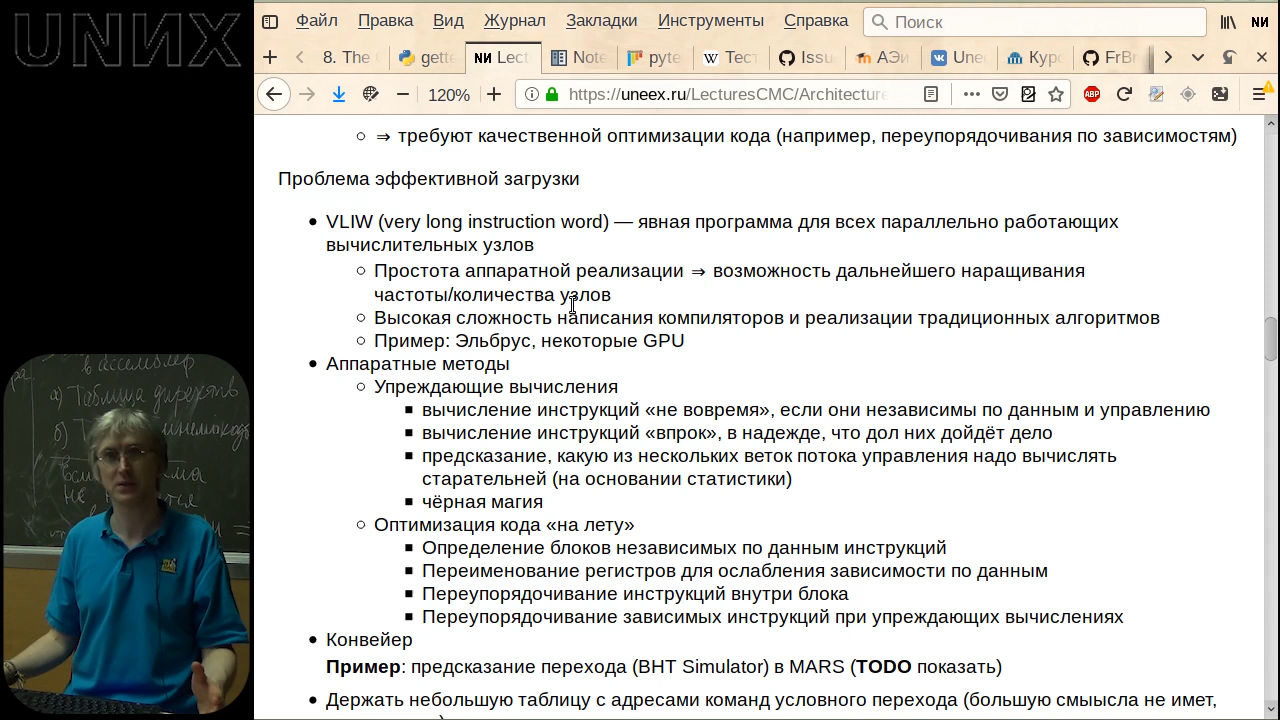 UNИX
Файл Правка Вид Журнал Закладки Инструменты Справка Поиск
8. The gette Lect Note pyte Тест Issu АЭи Unee Курс FrBr
120% https://uneex.ru/LecturesCMC/Architecture
⇒ требуют качественной оптимизации кода (например, переупорядочивания по зависимостям)
Проблема эффективной загрузки
VLIW (very long instruction word) — явная программа для всех параллельно работающих
вычислительных узлов
Простота аппаратной реализации ⇒ возможность дальнейшего наращивания
частоты/количества узлов
Высокая сложность написания компиляторов и реализации традиционных алгоритмов
Пример: Эльбрус, некоторые GPU
Аппаратные методы
Упреждающие вычисления
вычисление инструкций «не вовремя», если они независимы по данным и управлению
вычисление инструкций «впрок», в надежде, что дол них дойдёт дело
предсказание, какую из нескольких веток потока управления надо вычислять
старательней (на основании статистики)
чёрная магия
Оптимизация кода «на лету»
Определение блоков независимых по данным инструкций
Переименование регистров для ослабления зависимости по данным
Переупорядочивание инструкций внутри блока
Переупорядочивание зависимых инструкций при упреждающих вычислениях
Конвейер
Пример: предсказание перехода (BHT Simulator) в MARS (TODO показать)
Держать небольшую таблицу с адресами команд условного перехода (большую смыысла не имет,
в ассемблер
а) Таблица директив